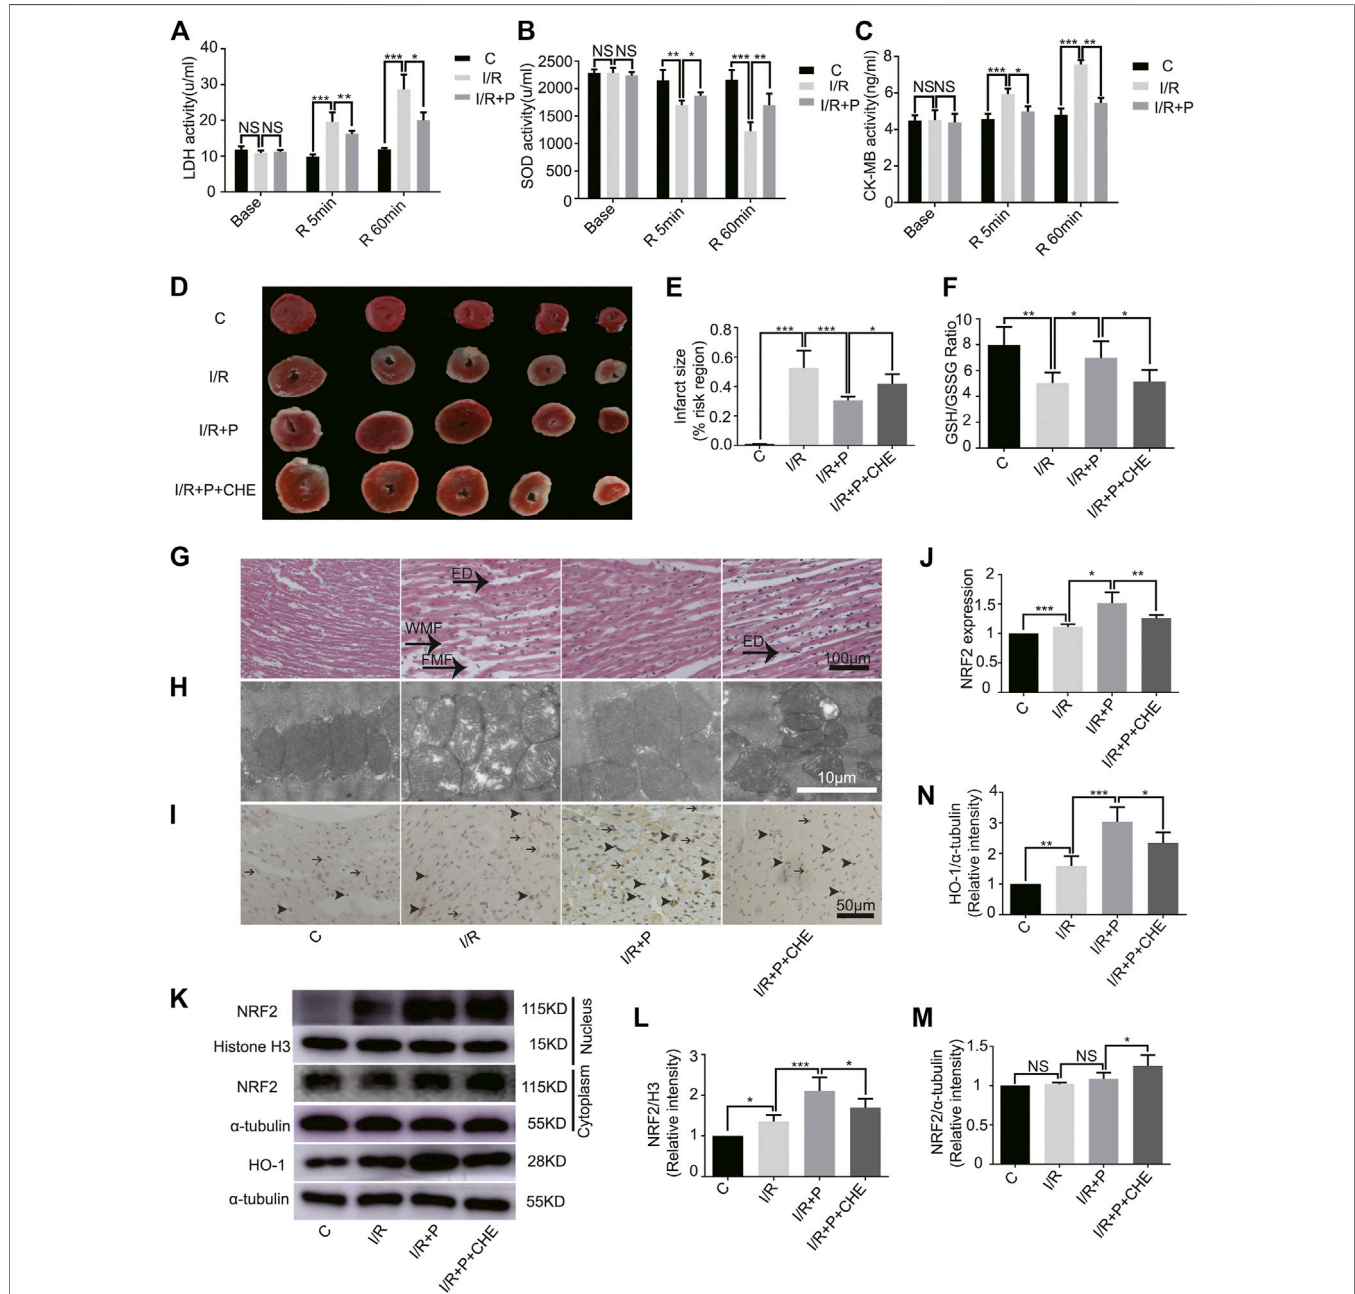 A
LDH activity(u/ml)
40
30
20
10
0
NS NS
*** **
*** *
C
I/R
I/R+P
Base
R 5min
R 60min
B
SOD activity(u/ml)
2500
2000
1500
1000
500
0
NS NS
** *
*** **
C
I/R
I/R+P
Base
R 5min
R 60min
C
CK-MB activity(ng/ml)
8
6
4
2
0
NS NS
*** *
*** **
C
I/R
I/R+P
Base
R 5min
R 60min
D
C
I/R
I/R+P
I/R+P+CHE
E
Infarct size
(% risk region)
0.8
0.6
0.4
0.2
0
*** *** *
C
I/R
I/R+P
I/R+P+CHE
F
GSH/GSSG Ratio
10
8
6
4
2
0
** * *
C
I/R
I/R+P
I/R+P+CHE
G
ED
WMF
FMF
ED
100μm
H
10μm
I
50μm
C
I/R
I/R+P
I/R+P+CHE
J
NRF2 expression
2
1.5
1
0.5
0
*** * **
C
I/R
I/R+P
I/R+P+CHE
N
HO-1/α-tubulin
(Relative intensity)
4
3
2
1
0
** *** *
C
I/R
I/R+P
I/R+P+CHE
K
NRF2 115KD
Histone H3 15KD
Nucleus
NRF2 115KD
α-tubulin 55KD
Cytoplasm
HO-1 28KD
α-tubulin 55KD
C
I/R
I/R+P
I/R+P+CHE
L
NRF2/H3
(Relative intensity)
3
2
1
0
* *** *
C
I/R
I/R+P
I/R+P+CHE
M
NRF2/α-tubulin
(Relative intensity)
1.5
1
0.5
0
NS NS *
C
I/R
I/R+P
I/R+P+CHE